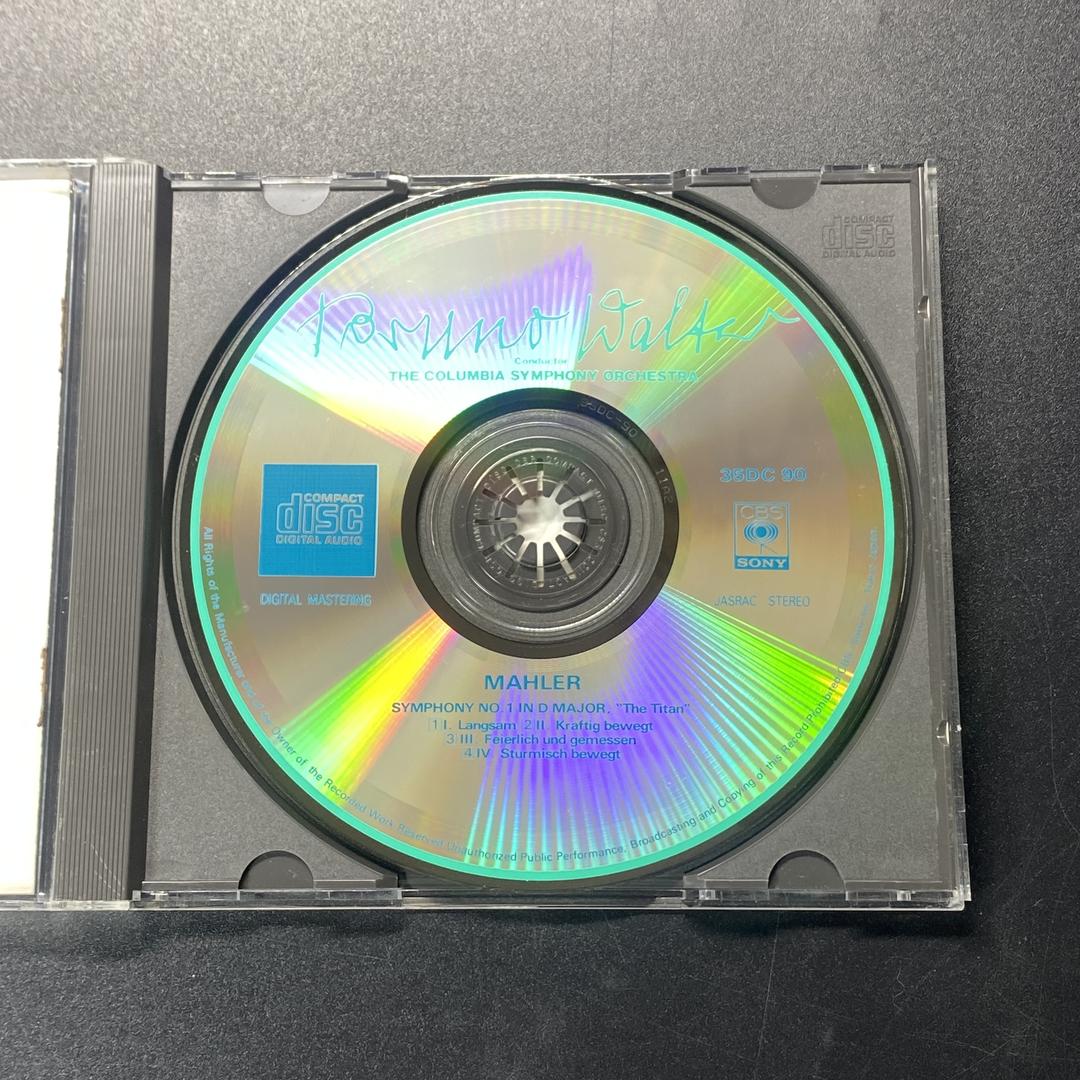 COMPACT
disc
DIGITAL AUDIO
Bruno Walter
Conductor
THE COLUMBIA SYMPHONY ORCHESTRA
35DC-90 11A2
COMPACT
disc
DIGITAL AUDIO
DIGITAL MASTERING
35DC 90
CBS
SONY
JASRAC STEREO
MAHLER
SYMPHONY NO. 1 IN D MAJOR, "The Titan"
1 I. Langsam 2 II. Kraftig bewegt
3 III. Feierlich und gemessen
4 IV. Sturmisch bewegt
All Rights of the Manufacturer and of the Owner of the Recorded Work Reserved Unauthorized Public Performance, Broadcasting and Copying of this Record Prohibited